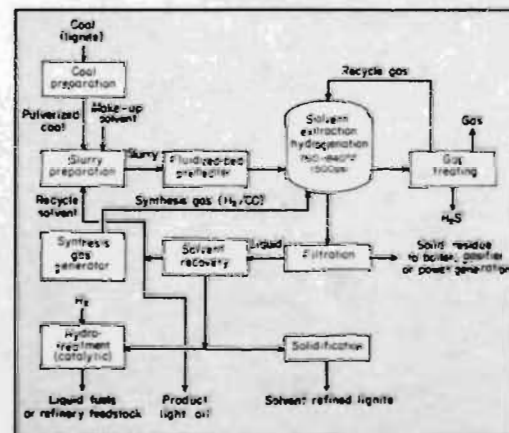 Coal
(lignite)
Coal
preparation
Recycle gas
Pulverized
coal
Make-up
solvent
Solvent
extraction
hydrogenation
Gas
Slurry
preparation
Slurry
Fluidized-bed
preheater
Gas
treating
Recycle
solvent
Synthesis gas (H₂/CO)
H₂S
Synthesis
gas
generator
Solvent
recovery
Liquid
Filtration
Solid residue
to boiler, gasifier
or power generation
H₂
Hydro-
treatment
(catalytic)
Solidification
Liquid fuels
or refinery feedstock
Product
light oil
Solvent refined lignite